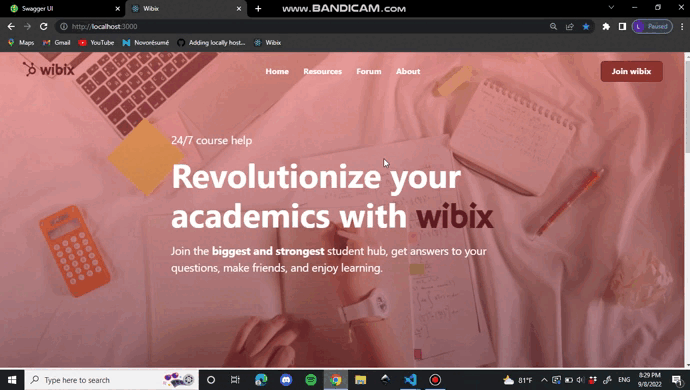 Swagger UI
Wibix
www.BANDICAM.com
http://localhost:3000
L
Paused
Maps
Gmail
YouTube
Novorésumé
Adding locally host...
Wibix
wibix
Home
Resources
Forum
About
Join wibix
24/7 course help
Revolutionize your
academics with wibix
Join the biggest and strongest student hub, get answers to your
questions, make friends, and enjoy learning.
Type here to search
81°F
ENG
8:29 PM
9/8/2022